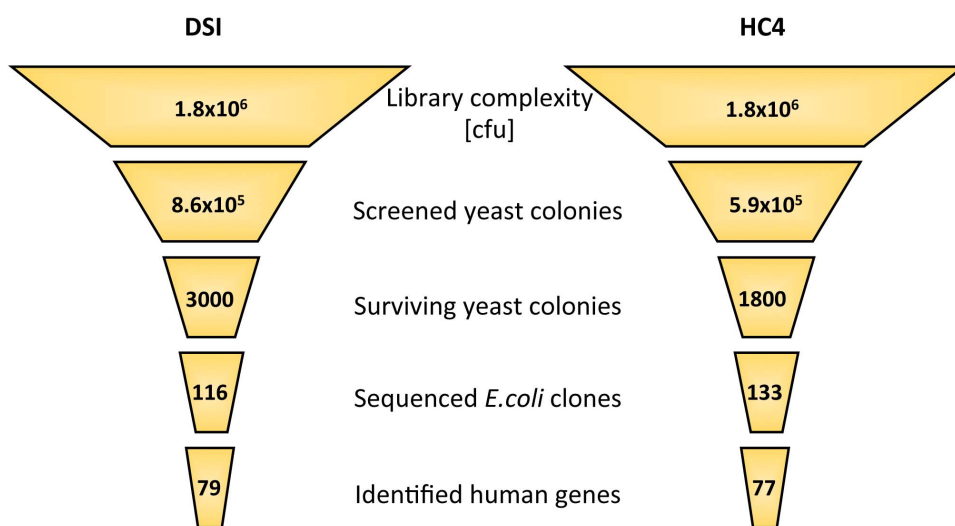 DSI HC4
1.8x10⁶ Library complexity 1.8x10⁶
[cfu]
8.6x10⁵ Screened yeast colonies 5.9x10⁵
3000 Surviving yeast colonies 1800
116 Sequenced E.coli clones 133
79 Identified human genes 77